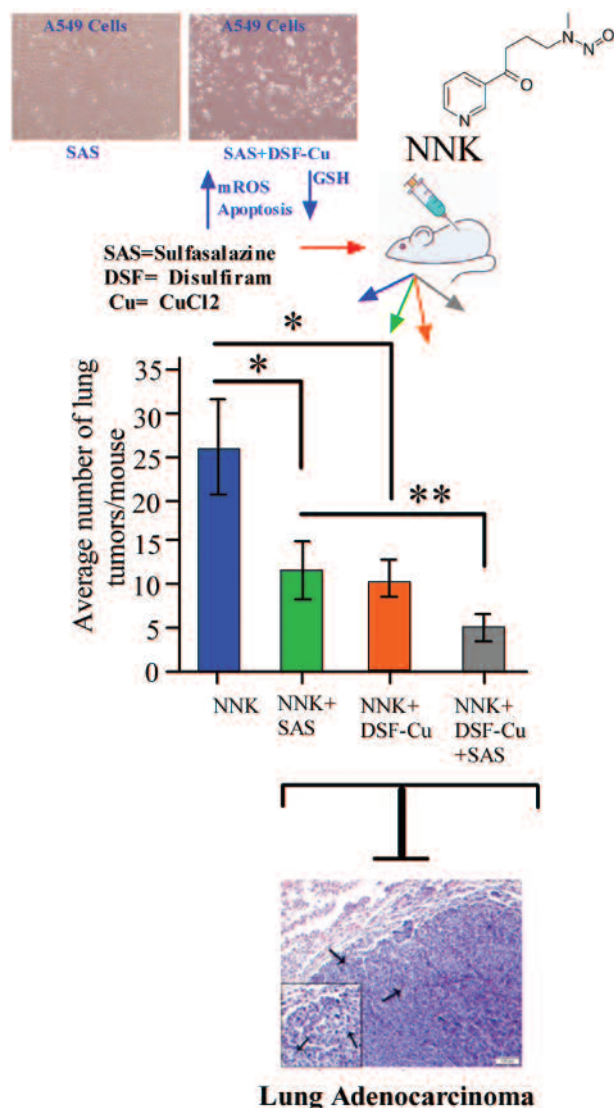 A549 Cells
A549 Cells
SAS
SAS+DSF-Cu
mROS
Apoptosis
GSH
N
O
N
N
O
NNK
SAS=Sulfasalazine
DSF= Disulfiram
Cu= CuCl2
Average number of lung
tumors/mouse
35
30
25
20
15
10
5
0
*
*
**
NNK
NNK+
SAS
NNK+
DSF-Cu
NNK+
DSF-Cu
+SAS
Lung Adenocarcinoma